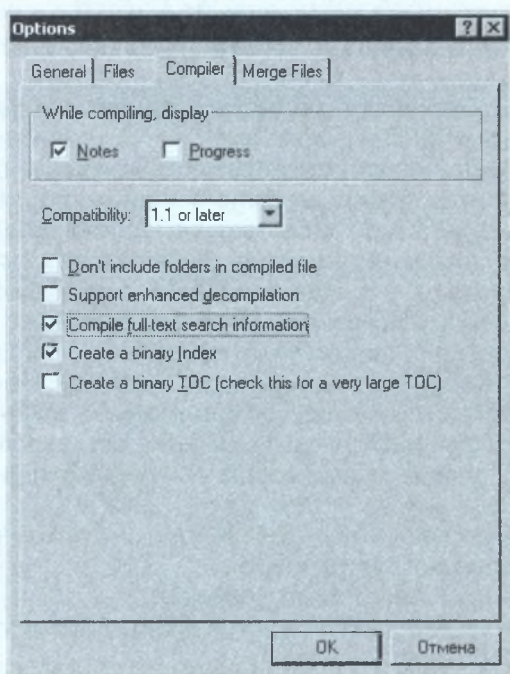 Options
General Files Compiler Merge Files
While compiling, display
Notes Progress
Compatibility: 1.1 or later
Don't include folders in compiled file
Support enhanced decompilation
Compile full-text search information
Create a binary Index
Create a binary TOC (check this for a very large TOC)
OK Отмена